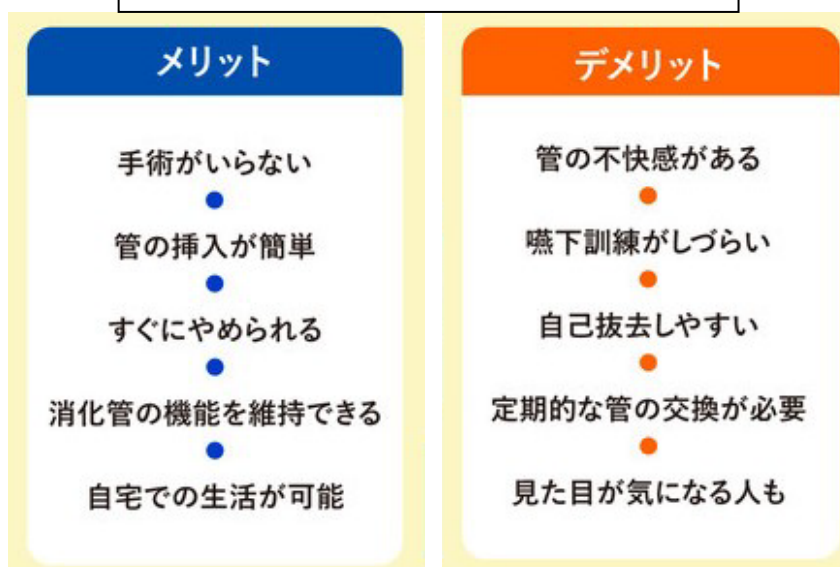 メリット
手術がいらない
管の挿入が簡単
すぐにやめられる
消化管の機能を維持できる
自宅での生活が可能
デメリット
管の不快感がある
嚥下訓練がしづらい
自己抜去しやすい
定期的な管の交換が必要
見た目が気になる人も